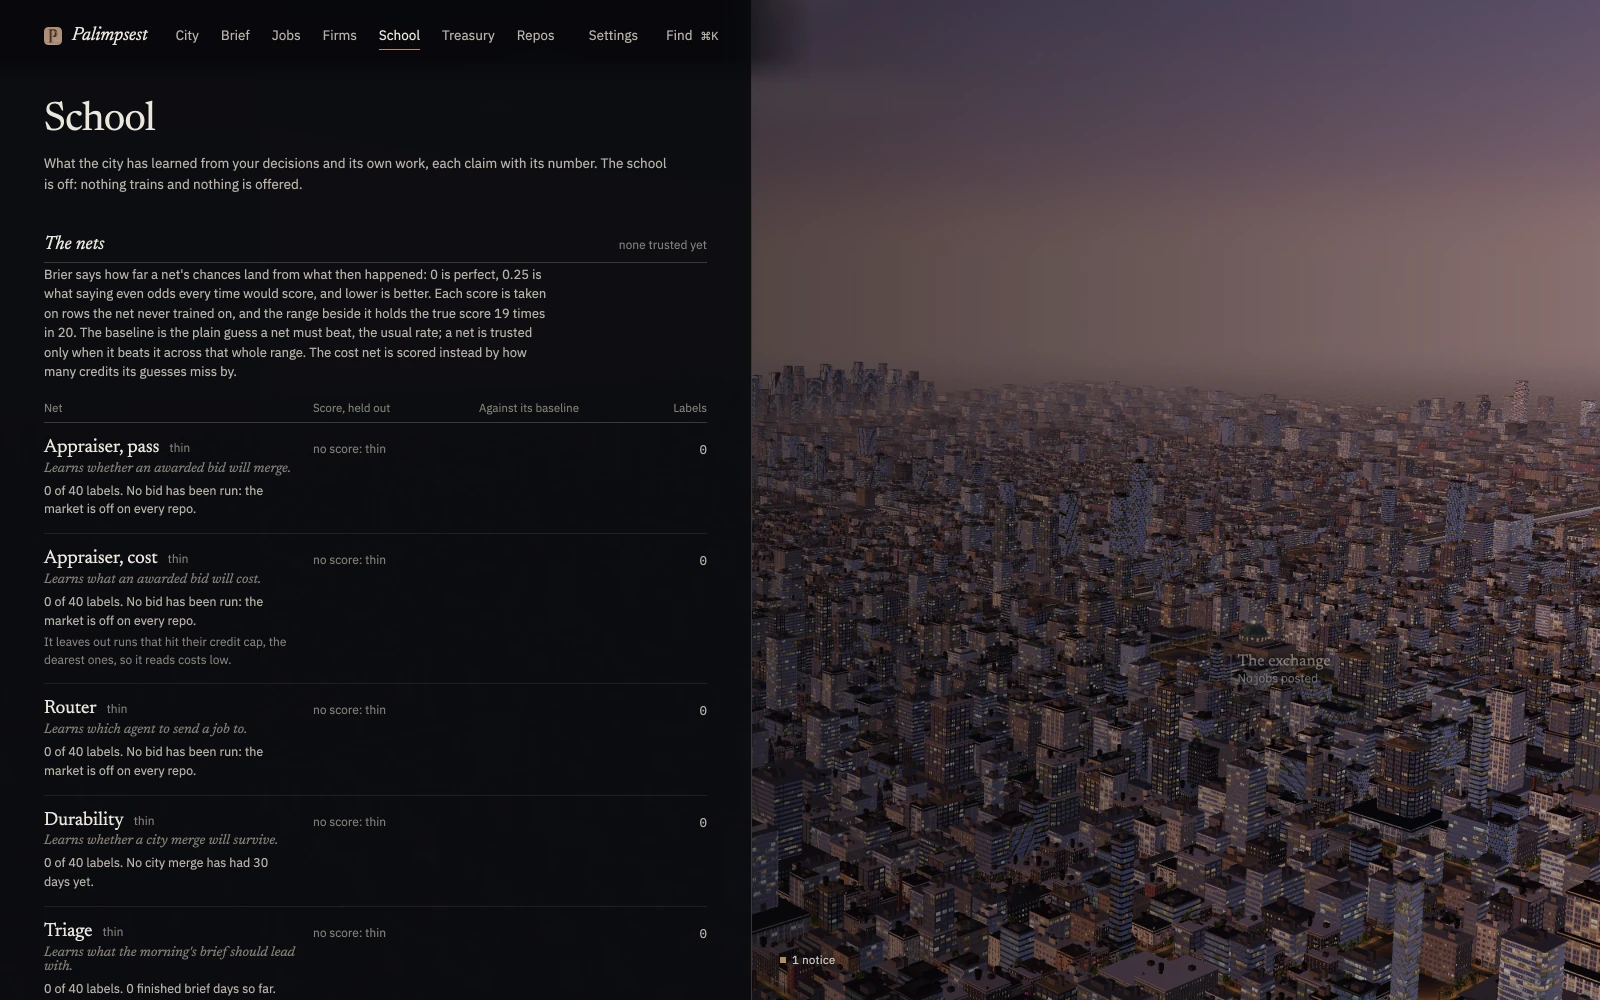 P Palimpsest City Brief Jobs Firms School Treasury Repos Settings Find ⌘K
School
What the city has learned from your decisions and its own work, each claim with its number. The school
is off: nothing trains and nothing is offered.
The nets none trusted yet
Brier says how far a net's chances land from what then happened: 0 is perfect, 0.25 is
what saying even odds every time would score, and lower is better. Each score is taken
on rows the net never trained on, and the range beside it holds the true score 19 times
in 20. The baseline is the plain guess a net must beat, the usual rate; a net is trusted
only when it beats it across that whole range. The cost net is scored instead by how
many credits its guesses miss by.
Net Score, held out Against its baseline Labels
Appraiser, pass thin no score: thin 0
Learns whether an awarded bid will merge.
0 of 40 labels. No bid has been run: the
market is off on every repo.
Appraiser, cost thin no score: thin 0
Learns what an awarded bid will cost.
0 of 40 labels. No bid has been run: the
market is off on every repo.
It leaves out runs that hit their credit cap, the
dearest ones, so it reads costs low.
Router thin no score: thin 0
Learns which agent to send a job to.
0 of 40 labels. No bid has been run: the
market is off on every repo.
Durability thin no score: thin 0
Learns whether a city merge will survive.
0 of 40 labels. No city merge has had 30
days yet.
Triage thin no score: thin 0
Learns what the morning's brief should lead
with.
0 of 40 labels. 0 finished brief days so far.
The exchange
No jobs posted
1 notice